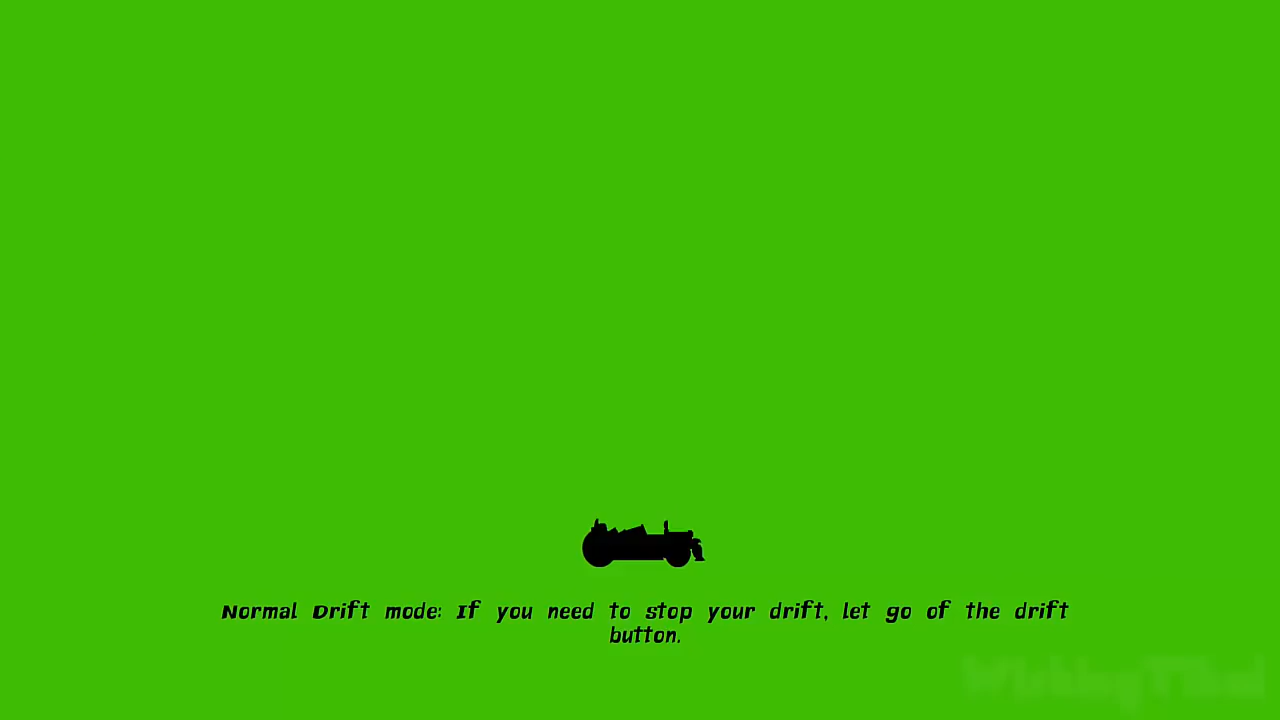 Normal Drift mode: If you need to stop your drift, let go of the drift
button.